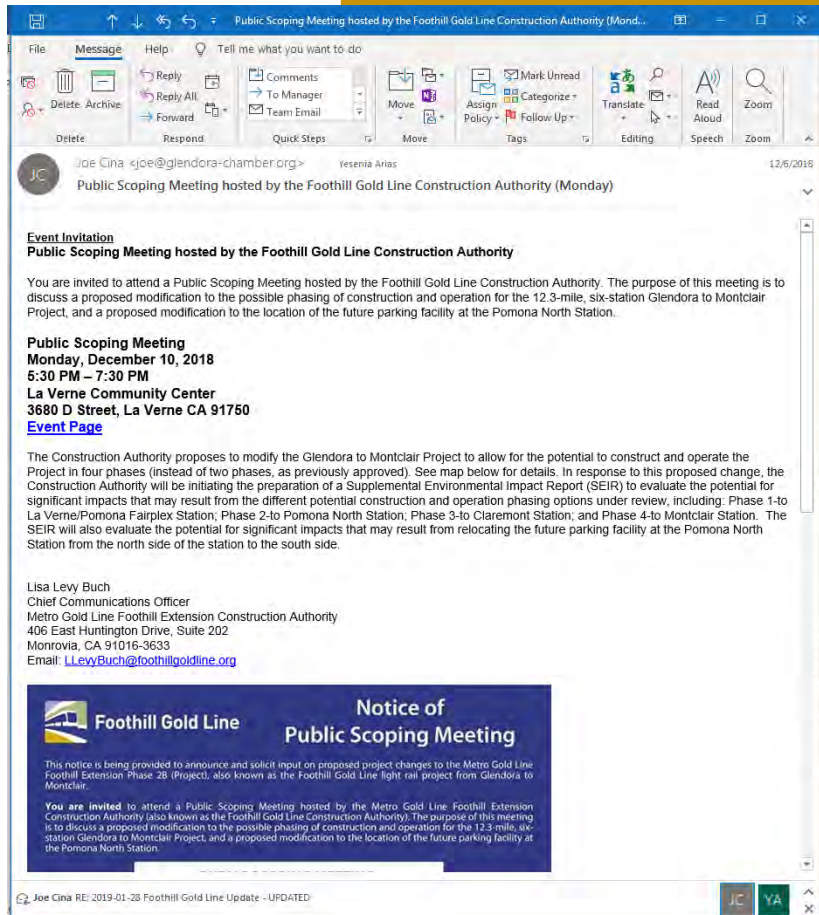 Public Scoping Meeting hosted by the Foothill Gold Line Construction Authority (Mond...
File Message Help Tell me what you want to do
Delete Archive
Reply
Reply All
Forward
Comments
To Manager
Team Email
Move
Assign Policy
Mark Unread
Categorize
Follow Up
Translate
Read Aloud
Zoom
Delete Respond Quick Steps Move Tags Editing Speech Zoom
JC
Joe Cina <joe@glendora-chamber.org> Yesenia Arias
Public Scoping Meeting hosted by the Foothill Gold Line Construction Authority (Monday)
Event Invitation
Public Scoping Meeting hosted by the Foothill Gold Line Construction Authority
You are invited to attend a Public Scoping Meeting hosted by the Foothill Gold Line Construction Authority. The purpose of this meeting is to
discuss a proposed modification to the possible phasing of construction and operation for the 12.3-mile, six-station Glendora to Montclair
Project, and a proposed modification to the location of the future parking facility at the Pomona North Station.
Public Scoping Meeting
Monday, December 10, 2018
5:30 PM – 7:30 PM
La Verne Community Center
3680 D Street, La Verne CA 91750
Event Page
The Construction Authority proposes to modify the Glendora to Montclair Project to allow for the potential to construct and operate the
Project in four phases (instead of two phases, as previously approved). See map below for details. In response to this proposed change, the
Construction Authority will be initiating the preparation of a Supplemental Environmental Impact Report (SEIR) to evaluate the potential for
significant impacts that may result from the different potential construction and operation phasing options under review, including: Phase 1-to
La Verne/Pomona Fairplex Station; Phase 2-to Pomona North Station; Phase 3-to Claremont Station; and Phase 4-to Montclair Station. The
SEIR will also evaluate the potential for significant impacts that may result from relocating the future parking facility at the Pomona North
Station from the north side of the station to the south side.
Lisa Levy Buch
Chief Communications Officer
Metro Gold Line Foothill Extension Construction Authority
406 East Huntington Drive, Suite 202
Monrovia, CA 91016-3633
Email: LLevyBuch@foothillgoldline.org
Foothill Gold Line
Notice of
Public Scoping Meeting
This notice is being provided to announce and solicit input on proposed project changes to the Metro Gold Line
Foothill Extension Phase 2B (Project), also known as the Foothill Gold Line light rail project from Glendora to
Montclair.
You are invited to attend a Public Scoping Meeting hosted by the Metro Gold Line Foothill Extension
Construction Authority (also known as the Foothill Gold Line Construction Authority). The purpose of this meeting
is to discuss a proposed modification to the possible phasing of construction and operation for the 12.3-mile, six-
station Glendora to Montclair Project, and a proposed modification to the location of the future parking facility at
the Pomona North Station.
Joe Cina RE: 2019-01-28 Foothill Gold Line Update - UPDATED
JC YA